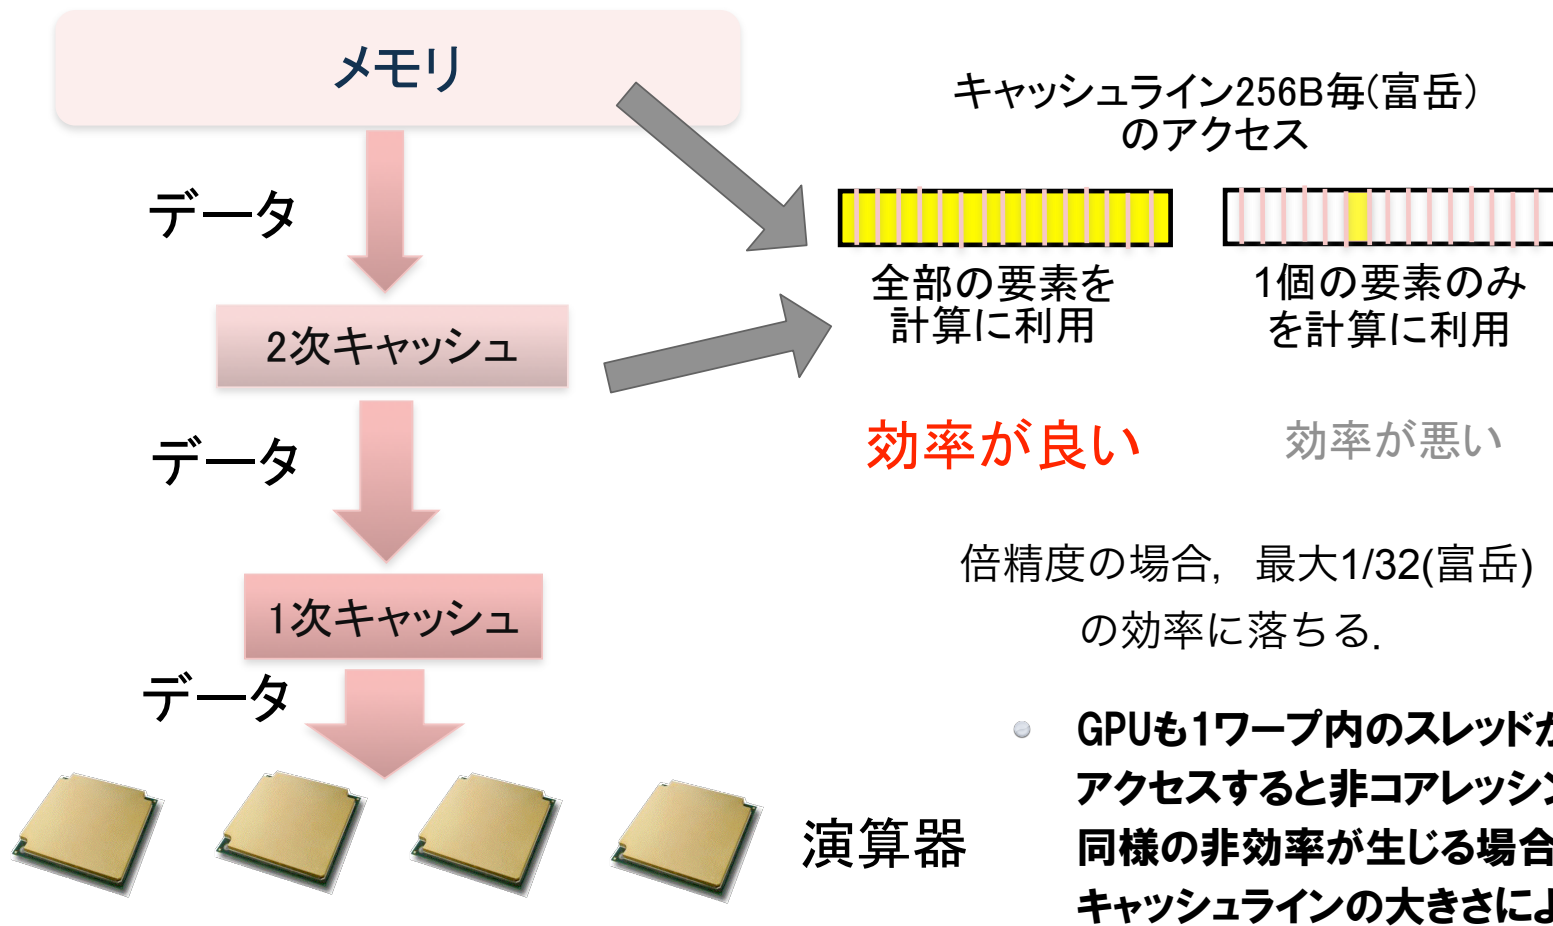 メモリ
データ
2次キャッシュ
データ
1次キャッシュ
データ
演算器
キャッシュライン256B毎(富岳)
のアクセス
全部の要素を
計算に利用
1個の要素のみ
を計算に利用
効率が良い
効率が悪い
倍精度の場合，最大1/32(富岳)
の効率に落ちる．
GPUも1ワープ内のスレッドが
アクセスすると非コアレッシン
同様の非効率が生じる場合
キャッシュラインの大きさによ